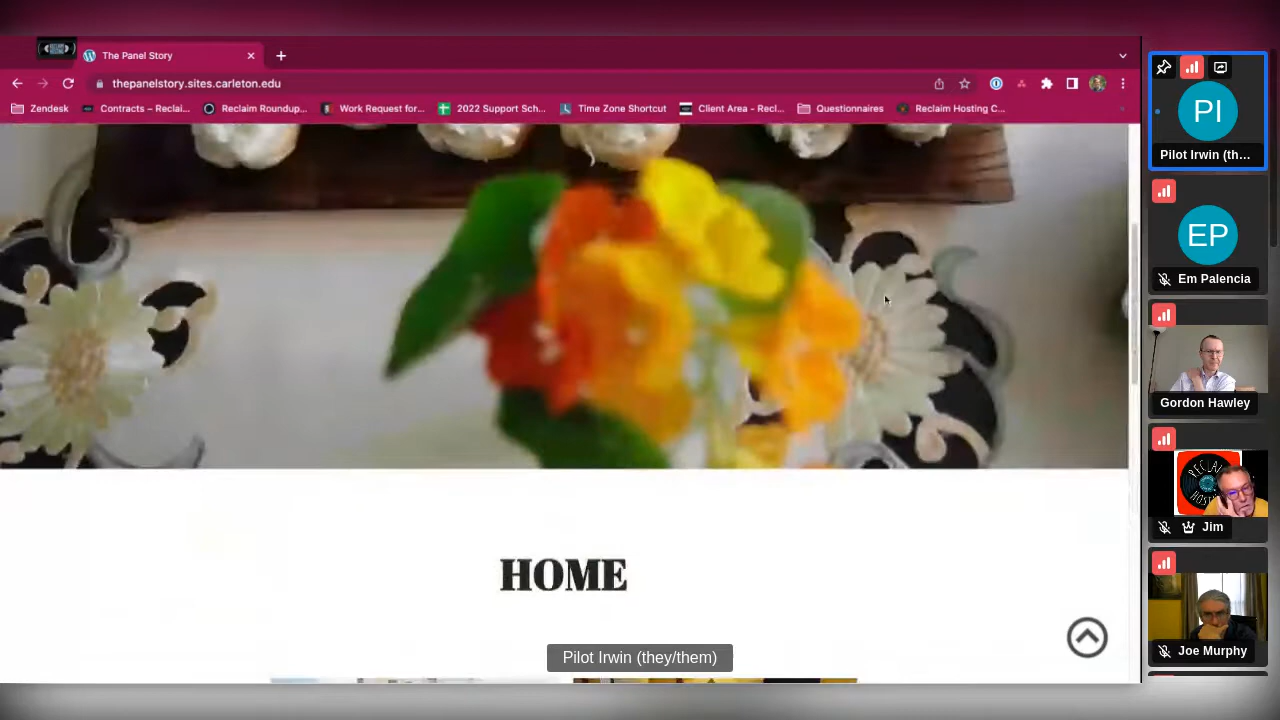 The Panel Story
thepanelstory.sites.carleton.edu
Zendesk
Contracts – Reclai...
Reclaim Roundup...
Work Request for...
2022 Support Sch...
Time Zone Shortcut
Client Area - Recl...
Questionnaires
Reclaim Hosting C...
HOME
Pilot Irwin (they/them)
PI
Pilot Irwin (th...
EP
Em Palencia
Gordon Hawley
Jim
Joe Murphy